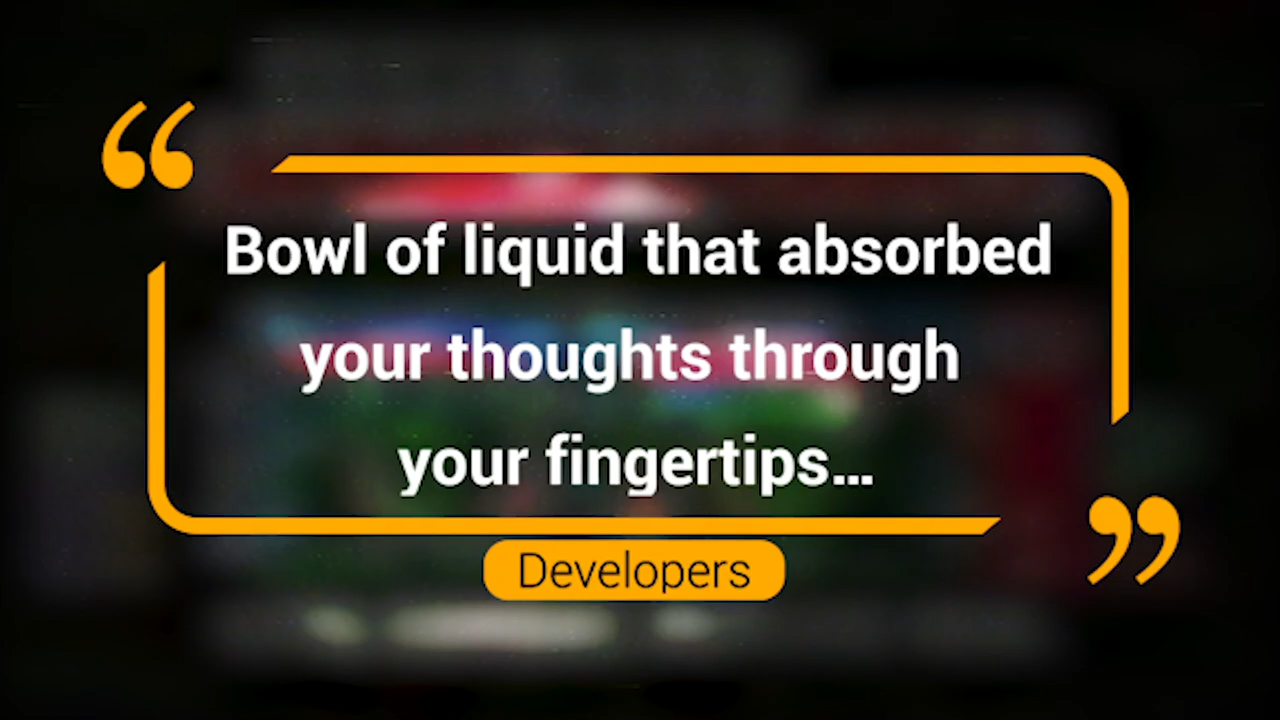 Bowl of liquid that absorbed
your thoughts through
your fingertips...
Developers